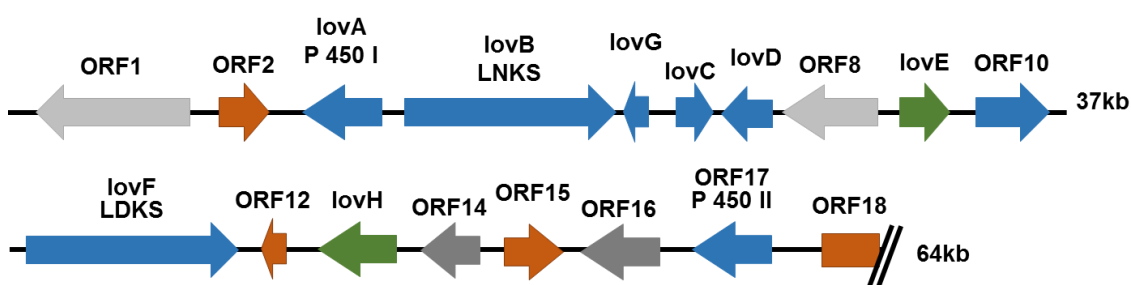 ORF1
ORF2
lovA
P 450 I
lovB
LNKS
lovG
lovC
lovD
ORF8
lovE
ORF10
37kb
lovF
LDKS
ORF12
lovH
ORF14
ORF15
ORF16
ORF17
P 450 II
ORF18
64kb